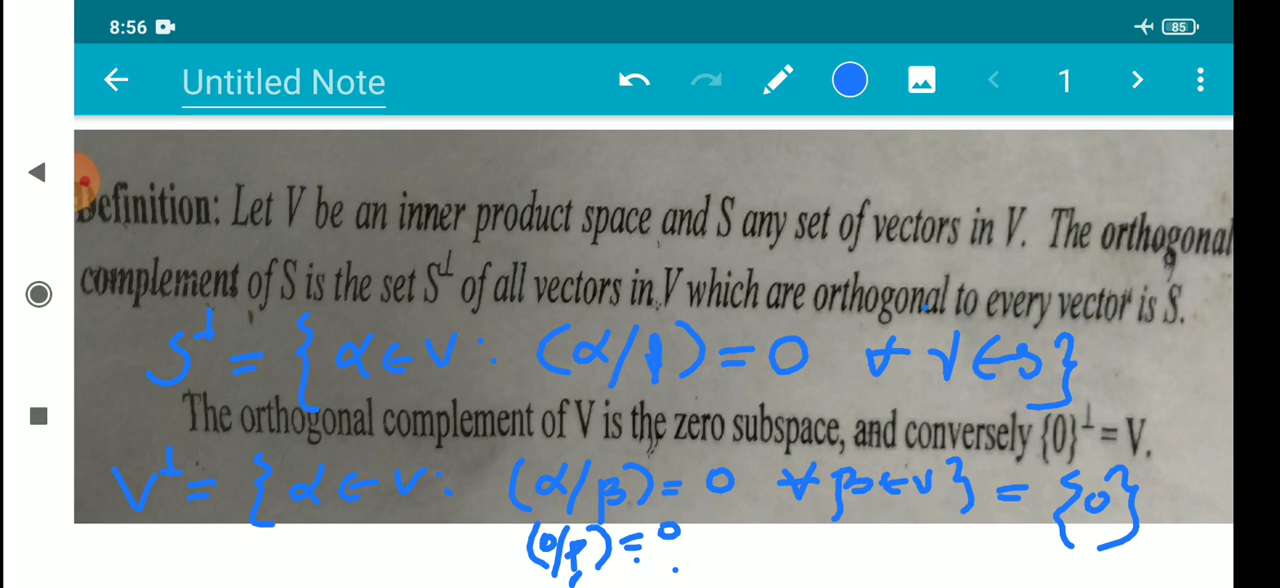 8:56 85
Untitled Note 1
Definition: Let V be an inner product space and S any set of vectors in V. The orthogonal
complement of S is the set S⊥ of all vectors in V which are orthogonal to every vector is S.
S⊥ = { α ∈ V : (α/γ) = 0 ∀ γ ∈ S }
The orthogonal complement of V is the zero subspace, and conversely {0}⊥ = V.
V⊥ = { α ∈ V : (α/β) = 0 ∀ β ∈ V } = {0}
(0/β) = 0